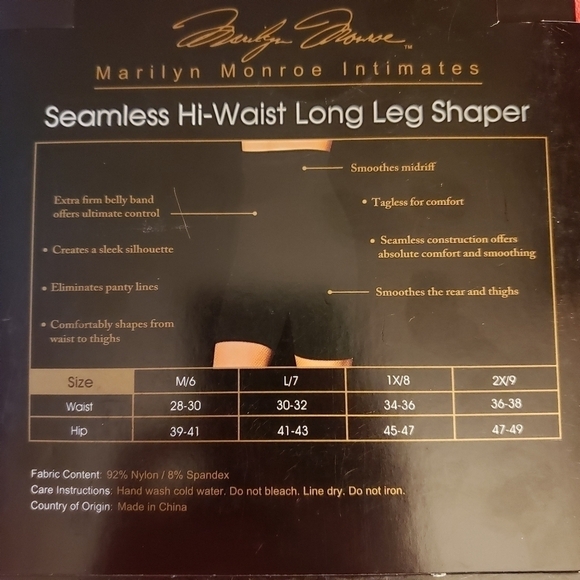 Marilyn Monroe ™
Marilyn Monroe Intimates
Seamless Hi-Waist Long Leg Shaper
Smoothes midriff
Extra firm belly band
offers ultimate control
• Tagless for comfort
• Creates a sleek silhouette
• Seamless construction offers
absolute comfort and smoothing
• Eliminates panty lines
Smoothes the rear and thighs
• Comfortably shapes from
waist to thighs
Size M/6 L/7 1X/8 2X/9
Waist 28-30 30-32 34-36 36-38
Hip 39-41 41-43 45-47 47-49
Fabric Content: 92% Nylon / 8% Spandex
Care Instructions: Hand wash cold water. Do not bleach. Line dry. Do not iron.
Country of Origin: Made in China